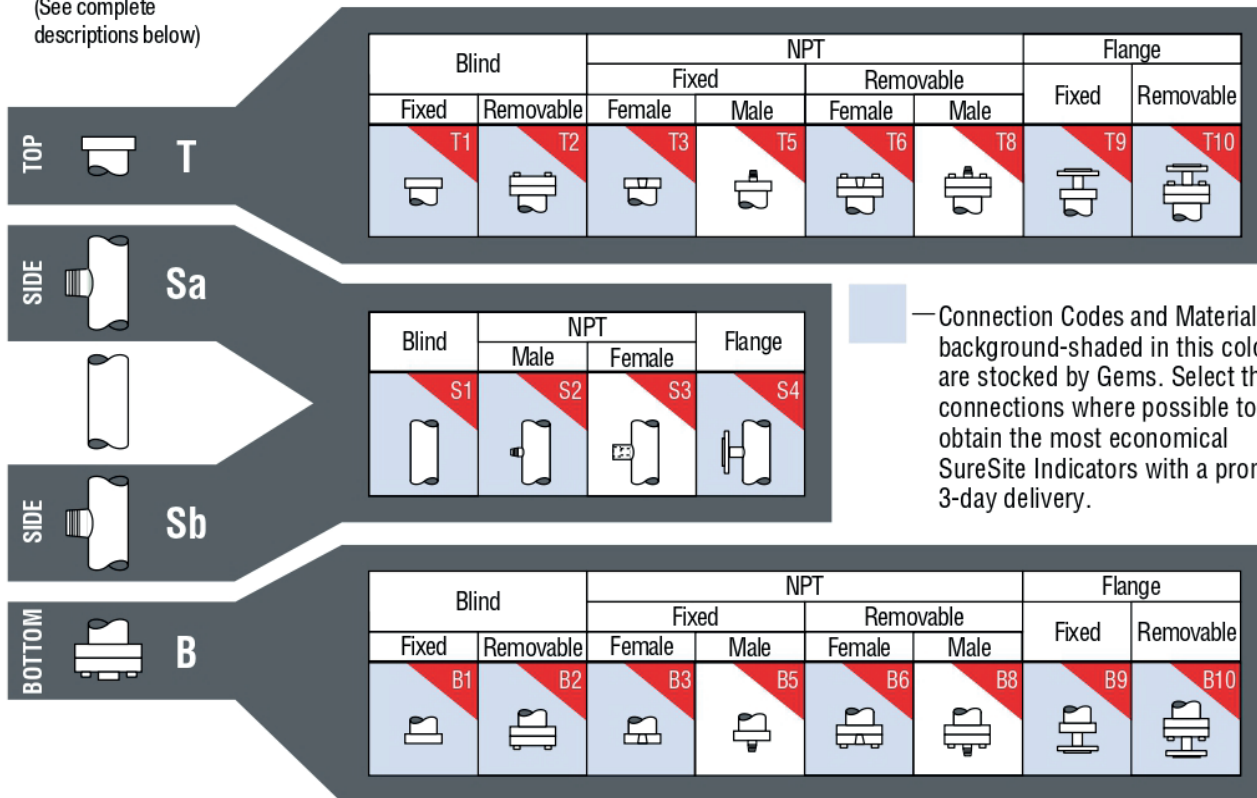 (See complete
descriptions below)
Blind NPT Flange
Fixed Removable
Fixed Removable
Fixed Removable Female Male Female Male
TOP T
T1 T2 T3 T5 T6 T8 T9 T10
SIDE Sa
Blind NPT Flange
Male Female
S1 S2 S3 S4
Connection Codes and Material
background-shaded in this
are stocked by Gems. Select
connections where possible to
obtain the most economical
SureSite Indicators with a
3-day delivery.
SIDE Sb
BOTTOM B
Blind NPT Flange
Fixed Removable
Fixed Removable
Fixed Removable Female Male Female Male
B1 B2 B3 B5 B6 B8 B9 B10